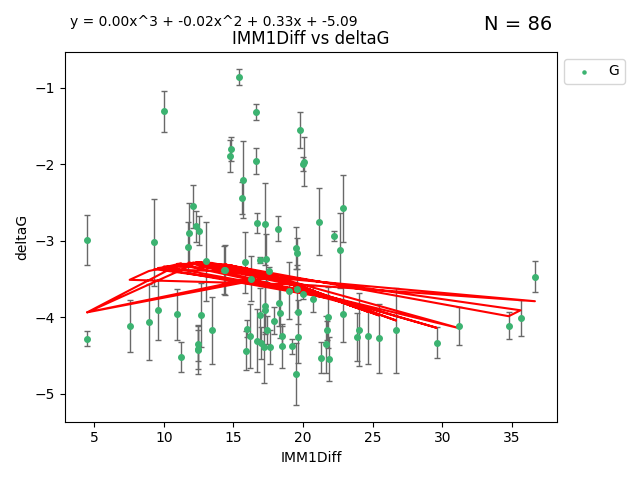 y = 0.00x^3 + -0.02x^2 + 0.33x + -5.09
N = 86
IMM1Diff vs deltaG
G
−1
−2
−3
−4
−5
deltaG
5 10 15 20 25 30 35
IMM1Diff